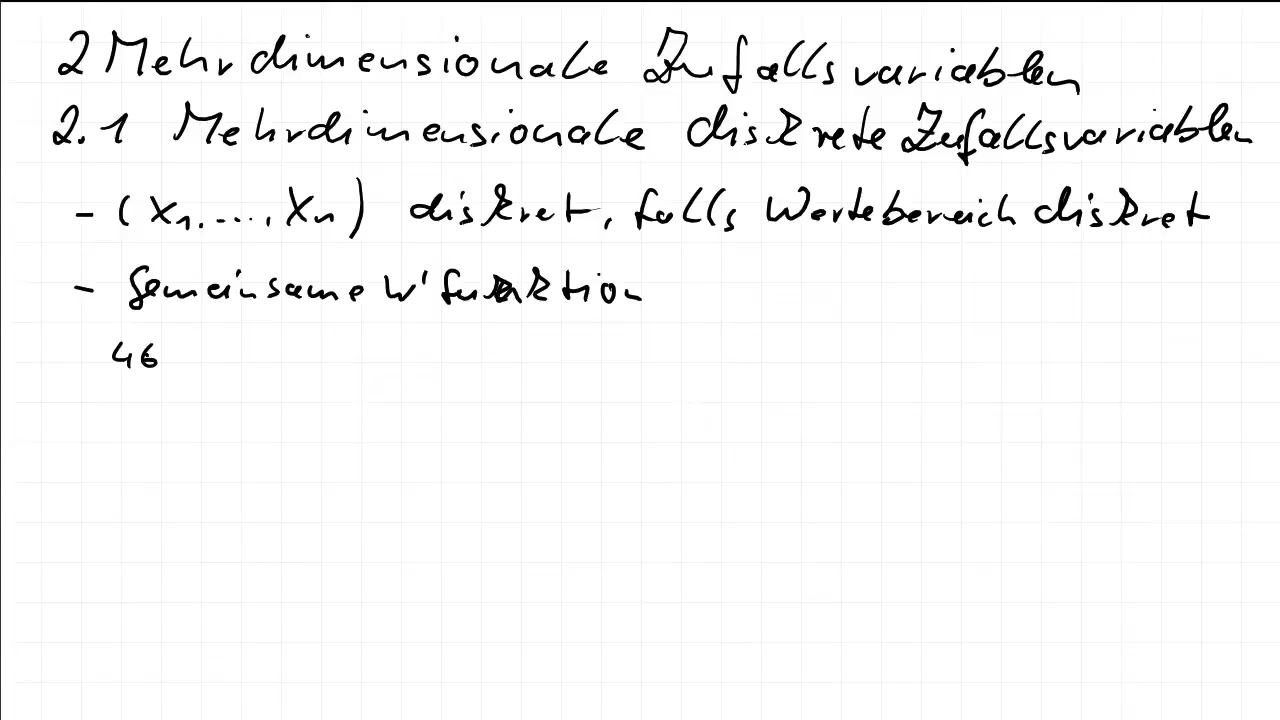 2 Mehrdimensionale Zufallsvariablen
2.1 Mehrdimensionale diskrete Zufallsvariablen
- (X₁, ..., Xₙ) diskret, falls Wertebereich diskret
- gemeinsame W'funktion
46